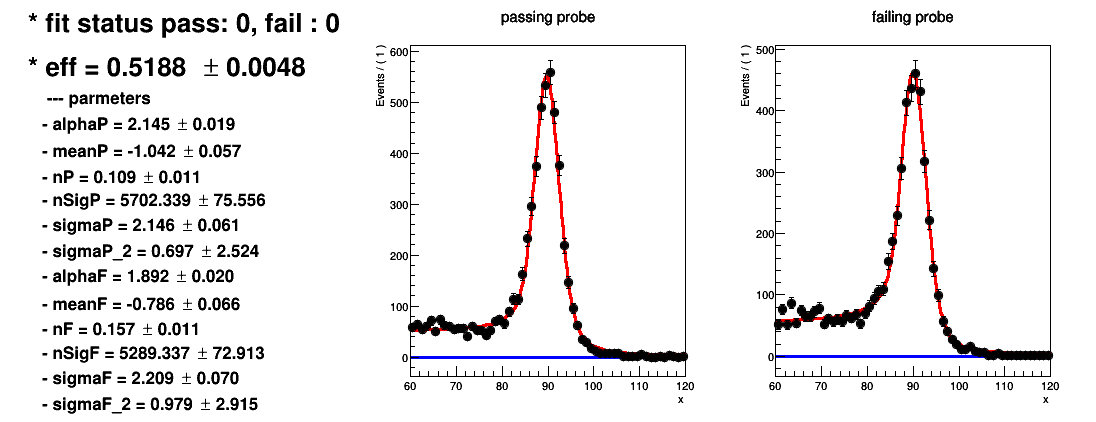 * fit status pass: 0, fail : 0
* eff = 0.5188 ± 0.0048
--- parmeters
- alphaP = 2.145 ± 0.019
- meanP = -1.042 ± 0.057
- nP = 0.109 ± 0.011
- nSigP = 5702.339 ± 75.556
- sigmaP = 2.146 ± 0.061
- sigmaP_2 = 0.697 ± 2.524
- alphaF = 1.892 ± 0.020
- meanF = -0.786 ± 0.066
- nF = 0.157 ± 0.011
- nSigF = 5289.337 ± 72.913
- sigmaF = 2.209 ± 0.070
- sigmaF_2 = 0.979 ± 2.915
passing probe
Events / ( 1 )
600
500
400
300
200
100
0
60 70 80 90 100 110 120
x
failing probe
Events / ( 1 )
500
400
300
200
100
0
60 70 80 90 100 110 120
x